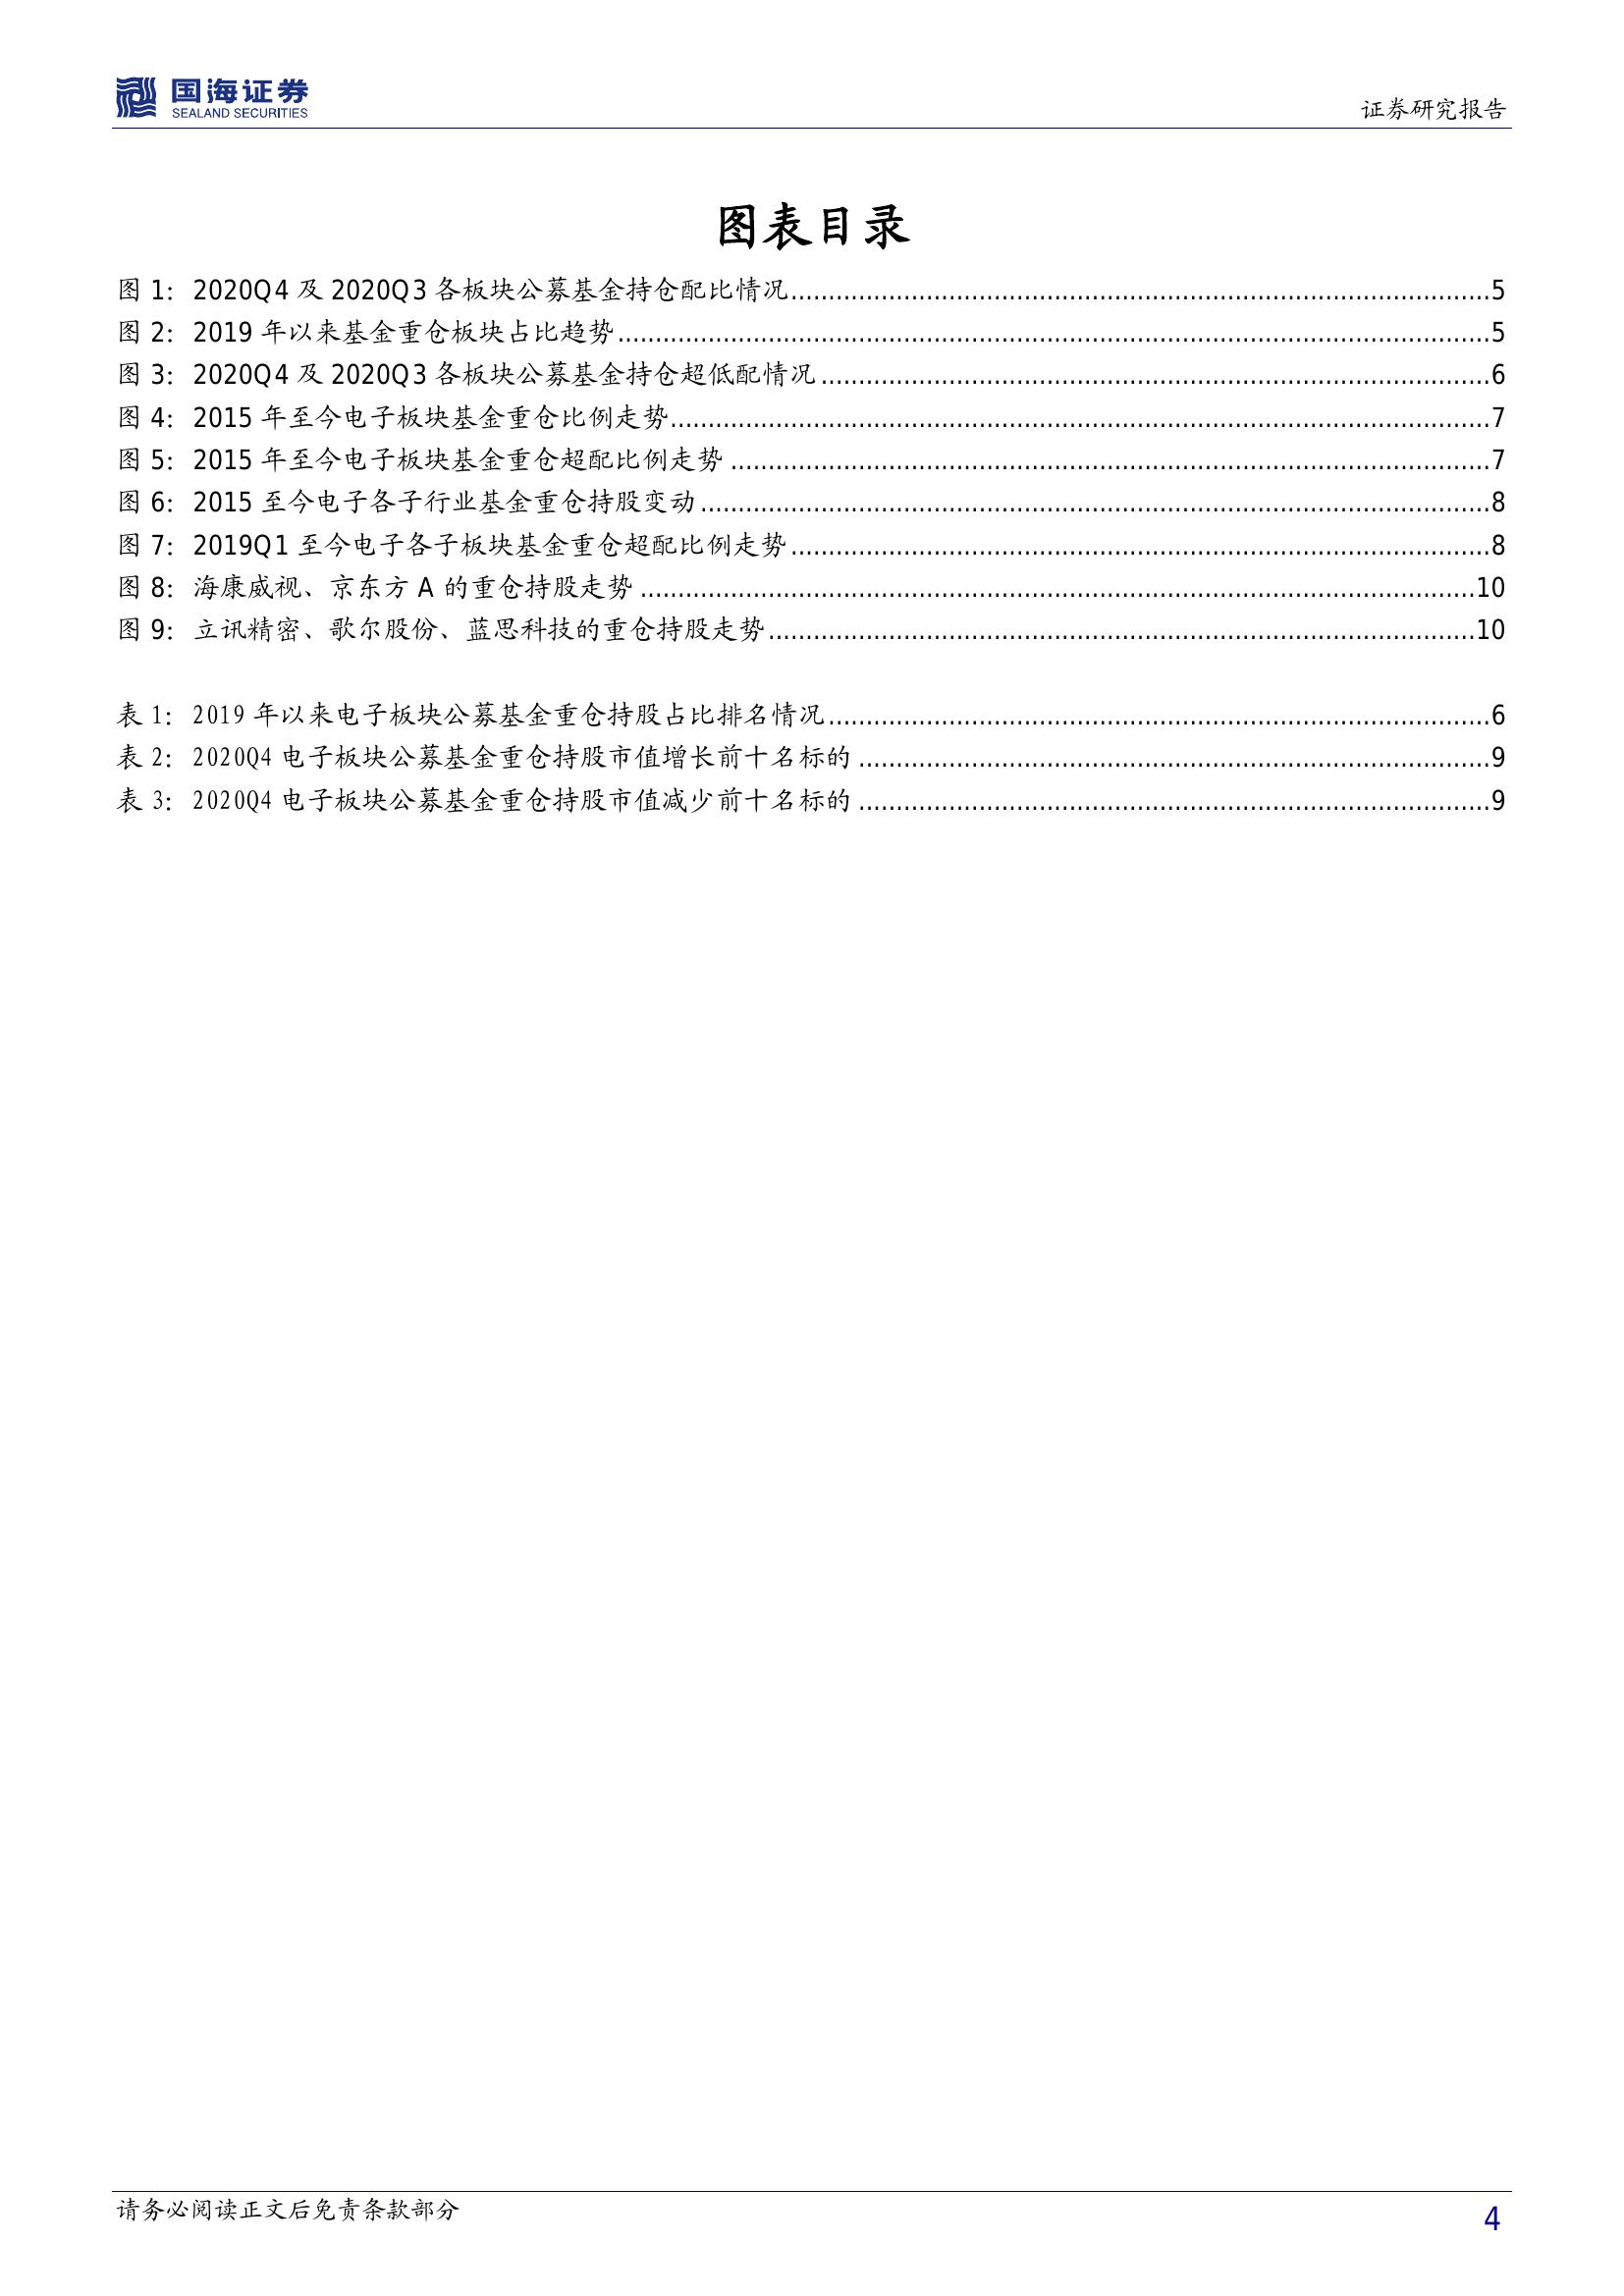 国海证券
SEALAND SECURITIES
证券研究报告
图表目录
图 1: 2020Q4 及 2020Q3 各板块公募基金持仓配比情况..........5
图 2: 2019 年以来基金重仓板块占比趋势..........5
图 3: 2020Q4 及 2020Q3 各板块公募基金持仓超低配情况..........6
图 4: 2015 年至今电子板块基金重仓比例走势..........7
图 5: 2015 年至今电子板块基金重仓超配比例走势..........7
图 6: 2015 至今电子各子行业基金重仓持股变动..........8
图 7: 2019Q1 至今电子各子板块基金重仓超配比例走势..........8
图 8: 海康威视、京东方 A 的重仓持股走势..........10
图 9: 立讯精密、歌尔股份、蓝思科技的重仓持股走势..........10
表 1: 2019 年以来电子板块公募基金重仓持股占比排名情况..........6
表 2: 2020Q4 电子板块公募基金重仓持股市值增长前十名标的..........9
表 3: 2020Q4 电子板块公募基金重仓持股市值减少前十名标的..........9
请务必阅读正文后免责条款部分
4